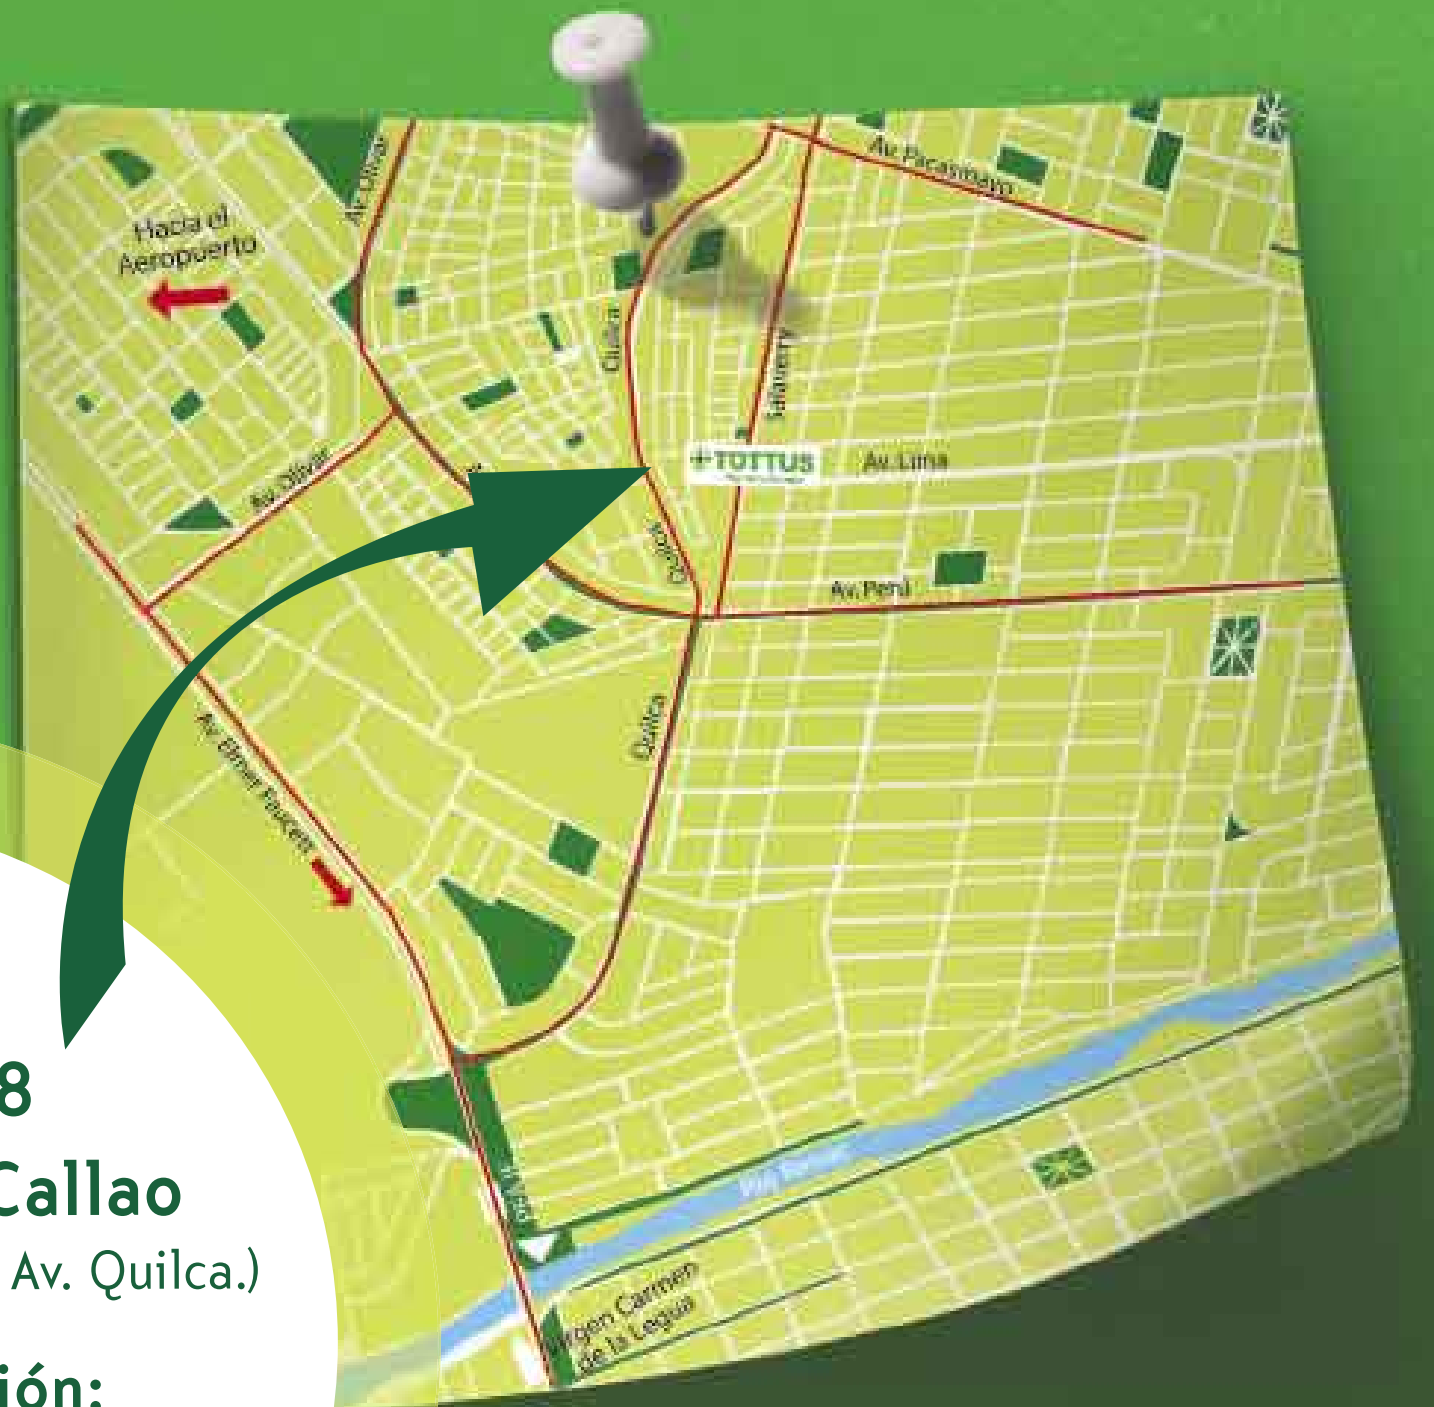 Av. Olivar
Av. Pacasmayo
Hacia el
Aeropuerto
Quilca
Salaverry
TOTTUS
Av. Lima
Av. Olivar
Quilca
Av. Perú
Quilca
Av. Elmer Faucett
8
Callao
Av. Quilca.)
Virgen Carmen
de la Legua
ión: